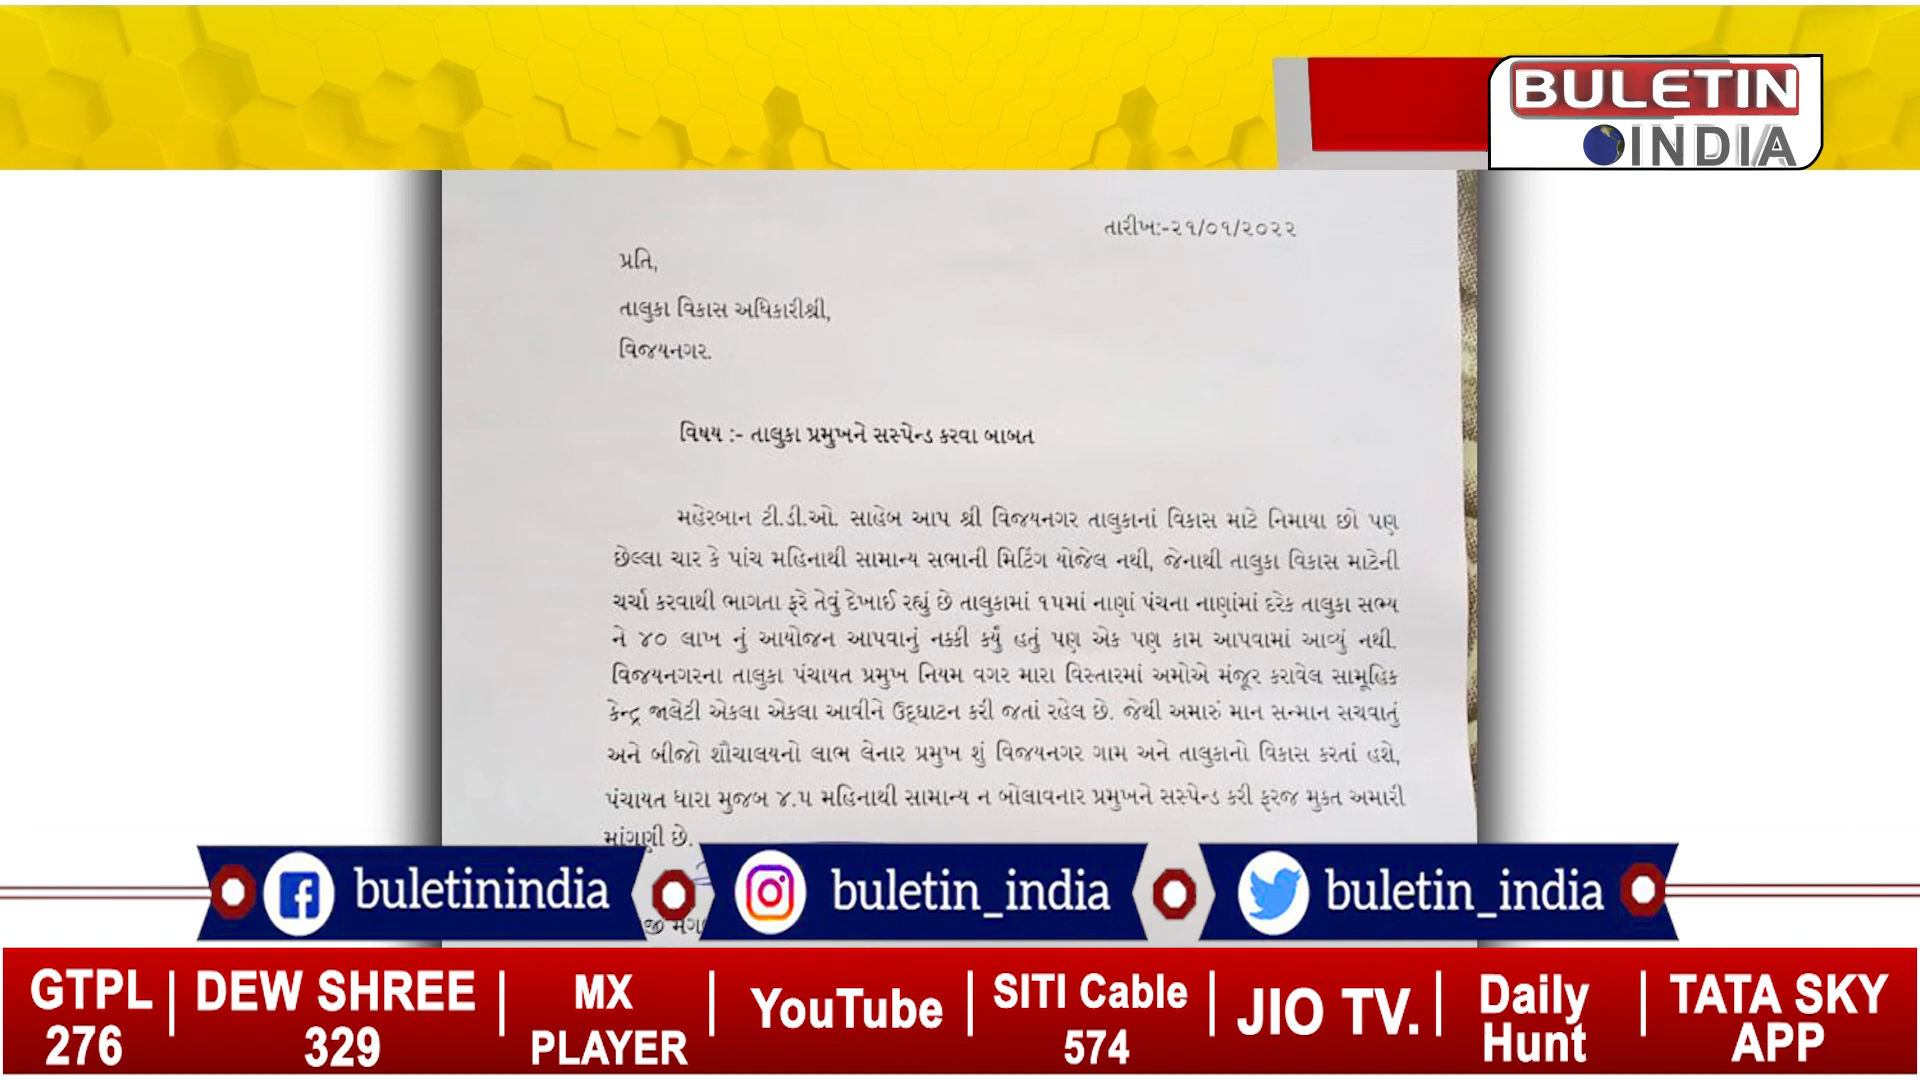 BULETIN
INDIA
તારીખ:-૨૧/૦૧/૨૦૨૨
પ્રતિ,
તાલુકા વિકાસ અધિકારીશ્રી,
વિજયનગર.
વિષય :- તાલુકા પ્રમુખને સસ્પેન્ડ કરવા બાબત
મહેરબાન ટી.ડી.ઓ. સાહેબ આપ શ્રી વિજયનગર તાલુકાનાં વિકાસ માટે નિમાયા છો પણ
છેલ્લા ચાર કે પાંચ મહિનાથી સામાન્ય સભાની મિટિંગ યોજેલ નથી, જેનાથી તાલુકા વિકાસ માટેની
ચર્ચા કરવાથી ભાગતા ફરે તેવું દેખાઈ રહ્યું છે તાલુકામાં ૧૫માં નાણાં પંચના નાણાંમાં દરેક તાલુકા સભ્ય
ને ૪૦ લાખ નું આયોજન આપવાનું નક્કી કર્યું હતું પણ એક પણ કામ આપવામાં આવ્યું નથી.
વિજયનગરના તાલુકા પંચાયત પ્રમુખ નિયમ વગર મારા વિસ્તારમાં અમોએ મંજૂર કરાવેલ સામૂહિક
કેન્દ્ર જાલેટી એકલા એકલા આવીને ઉદ્ઘાટન કરી જતાં રહેલ છે. જેથી અમારું માન સન્માન સચવાતું
અને બીજો શૌચાલયનો લાભ લેનાર પ્રમુખ શું વિજયનગર ગામ અને તાલુકાનો વિકાસ કરતાં હશે,
પંચાયત ધારા મુજબ ૪.૫ મહિનાથી સામાન્ય ન બોલાવનાર પ્રમુખને સસ્પેન્ડ કરી ફરજ મુક્ત અમારી
માંગણી છે.
buletinindia
buletin_india
buletin_india
GTPL 276
DEW SHREE 329
MX PLAYER
YouTube
SITI Cable 574
JIO TV.
Daily Hunt
TATA SKY APP